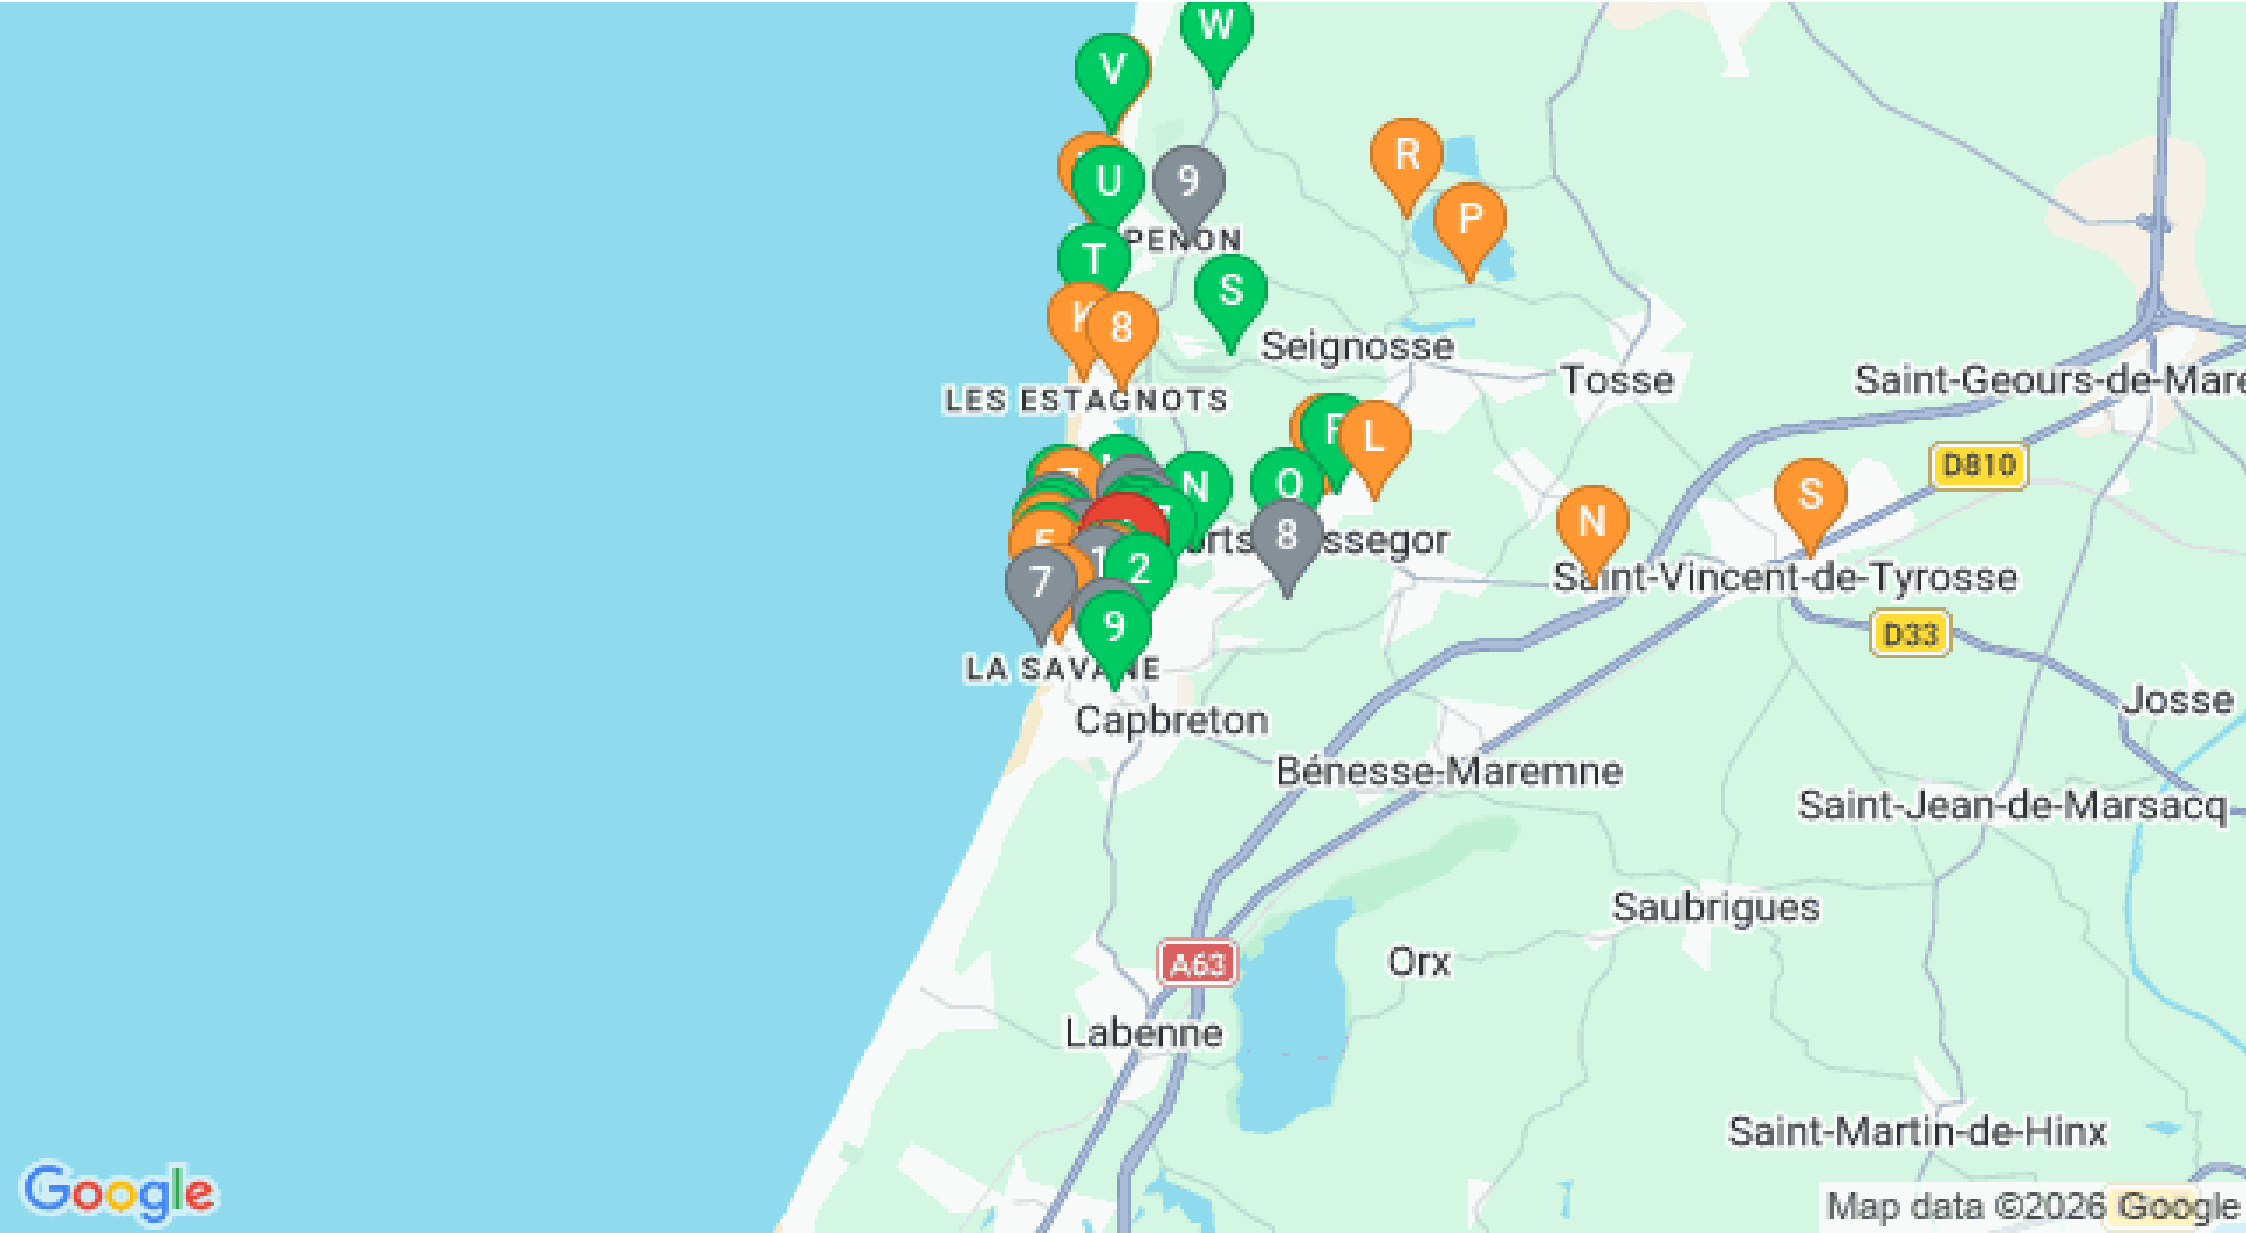 W
V
R
U
9
P
PENON
T
S
K
8
Seignosse
Tosse
Saint-Geours-de-Mare
LES ESTAGNOTS
L
D810
N
O
S
N
8
ssegor
2
Saint-Vincent-de-Tyrosse
7
9
D33
LA SAVANE
Josse
Capbreton
Bénesse-Maremne
Saint-Jean-de-Marsacq
Saubrigues
A63
Orx
Labenne
Saint-Martin-de-Hinx
Google
Map data ©2026 Google